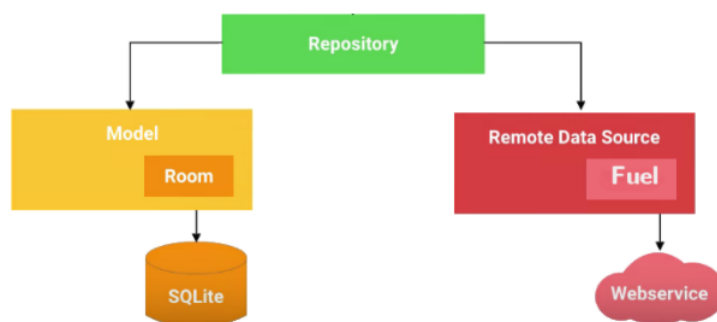 Repository
Model
Room
SQLite
Remote Data Source
Fuel
Webservice